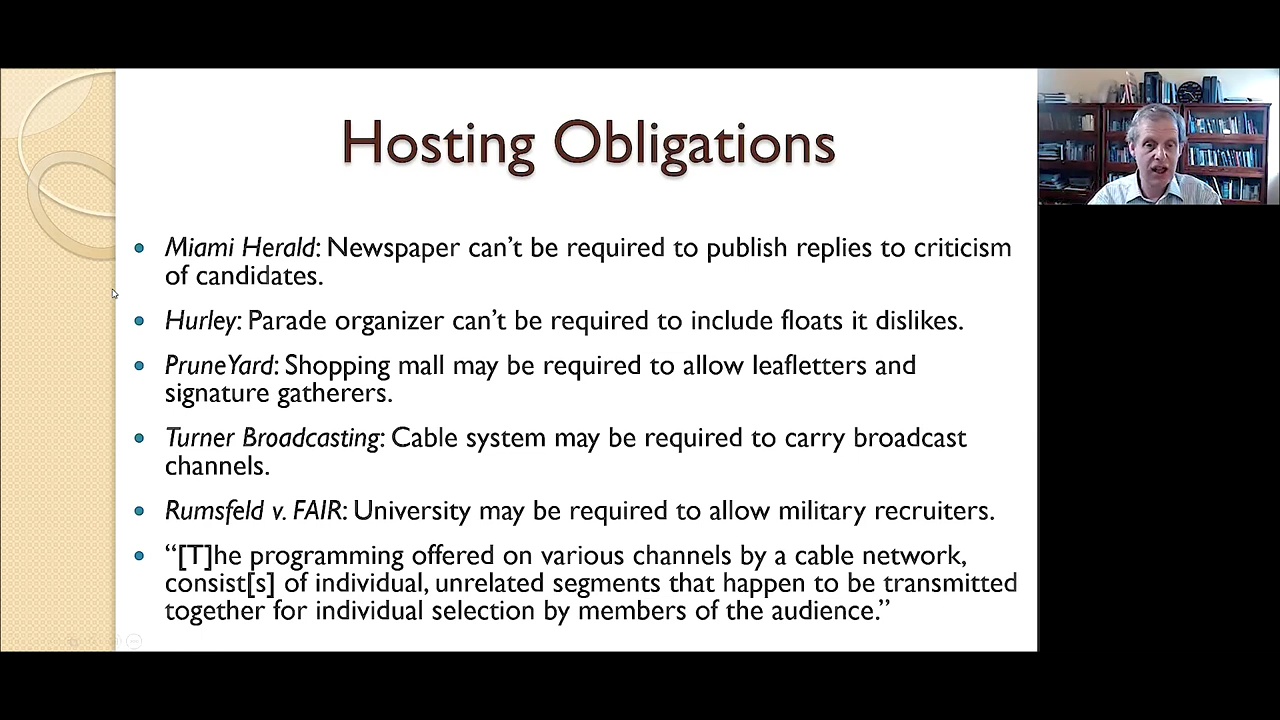 Hosting Obligations
• Miami Herald: Newspaper can’t be required to publish replies to criticism
of candidates.
• Hurley: Parade organizer can’t be required to include floats it dislikes.
• PruneYard: Shopping mall may be required to allow leafletters and
signature gatherers.
• Turner Broadcasting: Cable system may be required to carry broadcast
channels.
• Rumsfeld v. FAIR: University may be required to allow military recruiters.
• “[T]he programming offered on various channels by a cable network,
consist[s] of individual, unrelated segments that happen to be transmitted
together for individual selection by members of the audience.”